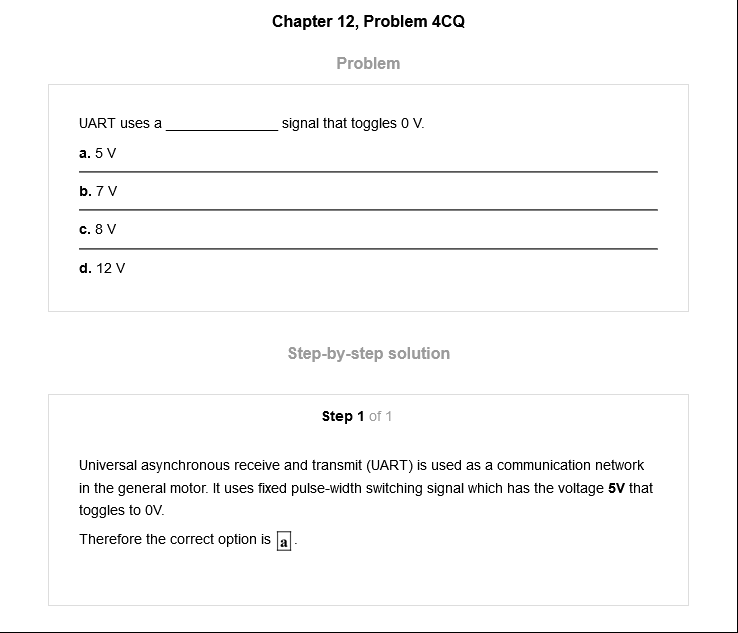 Chapter 12, Problem 4CQ
Problem
UART uses a ______________ signal that toggles 0 V.
a. 5 V
b. 7 V
c. 8 V
d. 12 V
Step-by-step solution
Step 1 of 1
Universal asynchronous receive and transmit (UART) is used as a communication network
in the general motor. It uses fixed pulse-width switching signal which has the voltage 5V that
toggles to 0V.
Therefore the correct option is a .